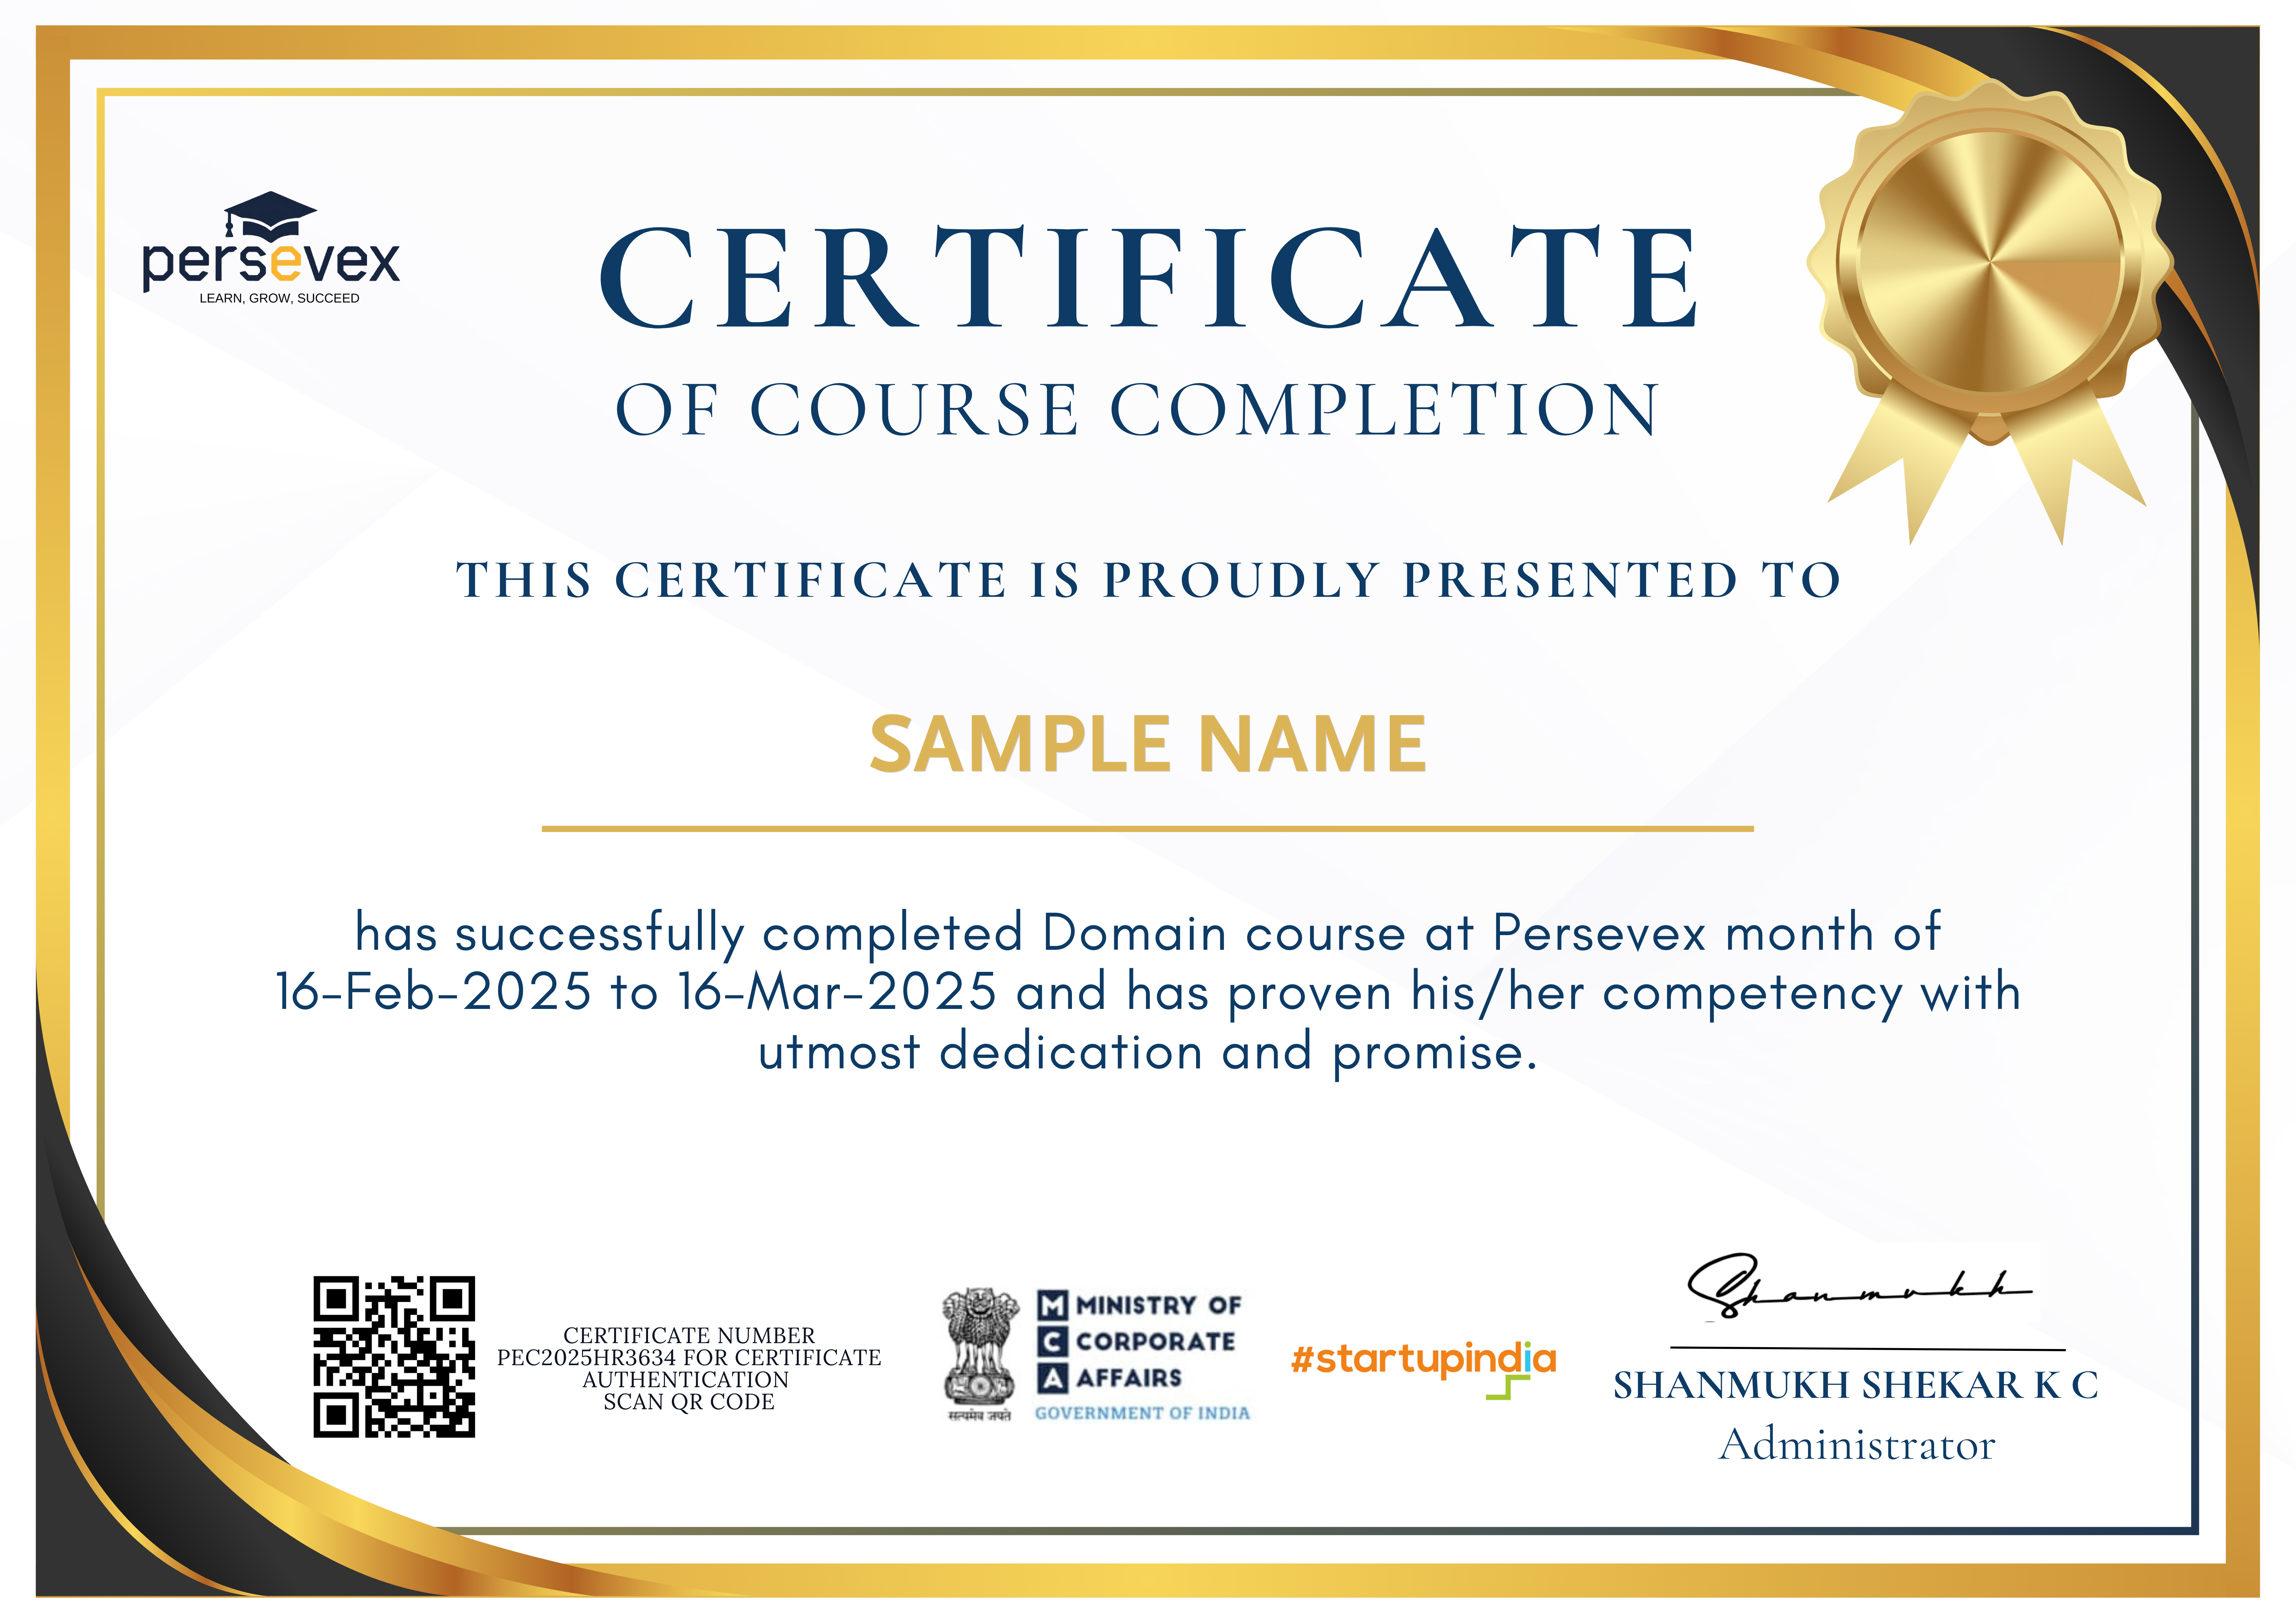 persevex
LEARN, GROW, SUCCEED
CERTIFICATE
OF COURSE COMPLETION
THIS CERTIFICATE IS PROUDLY PRESENTED TO
SAMPLE NAME
has successfully completed Domain course at Persevex month of
16-Feb-2025 to 16-Mar-2025 and has proven his/her competency with
utmost dedication and promise.
CERTIFICATE NUMBER
PEC2025HR3634 FOR CERTIFICATE
AUTHENTICATION
SCAN QR CODE
सत्यमेव जयते
M MINISTRY OF
C CORPORATE
A AFFAIRS
GOVERNMENT OF INDIA
#startupindia
Shanmukh
SHANMUKH SHEKAR K C
Administrator